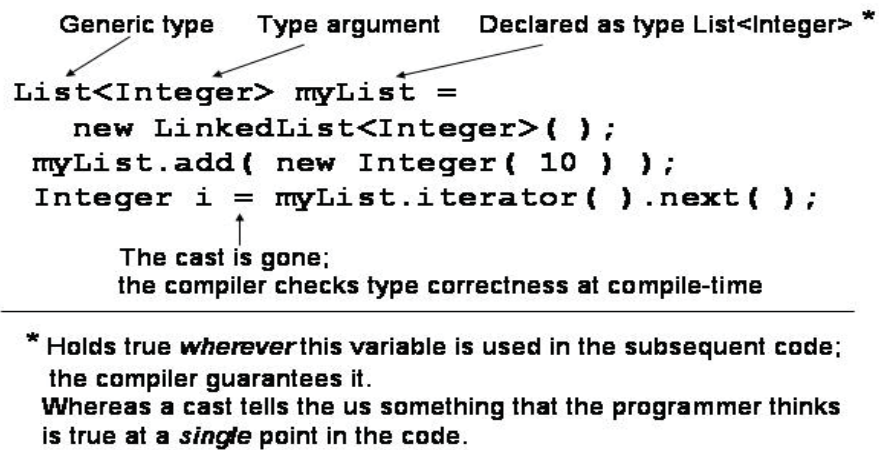 Generic type Type argument Declared as type List<Integer> *
List<Integer> myList =
new LinkedList<Integer>( );
myList.add( new Integer( 10 ) );
Integer i = myList.iterator( ).next( );
The cast is gone;
the compiler checks type correctness at compile-time
* Holds true wherever this variable is used in the subsequent code;
the compiler guarantees it.
Whereas a cast tells the us something that the programmer thinks
is true at a single point in the code.